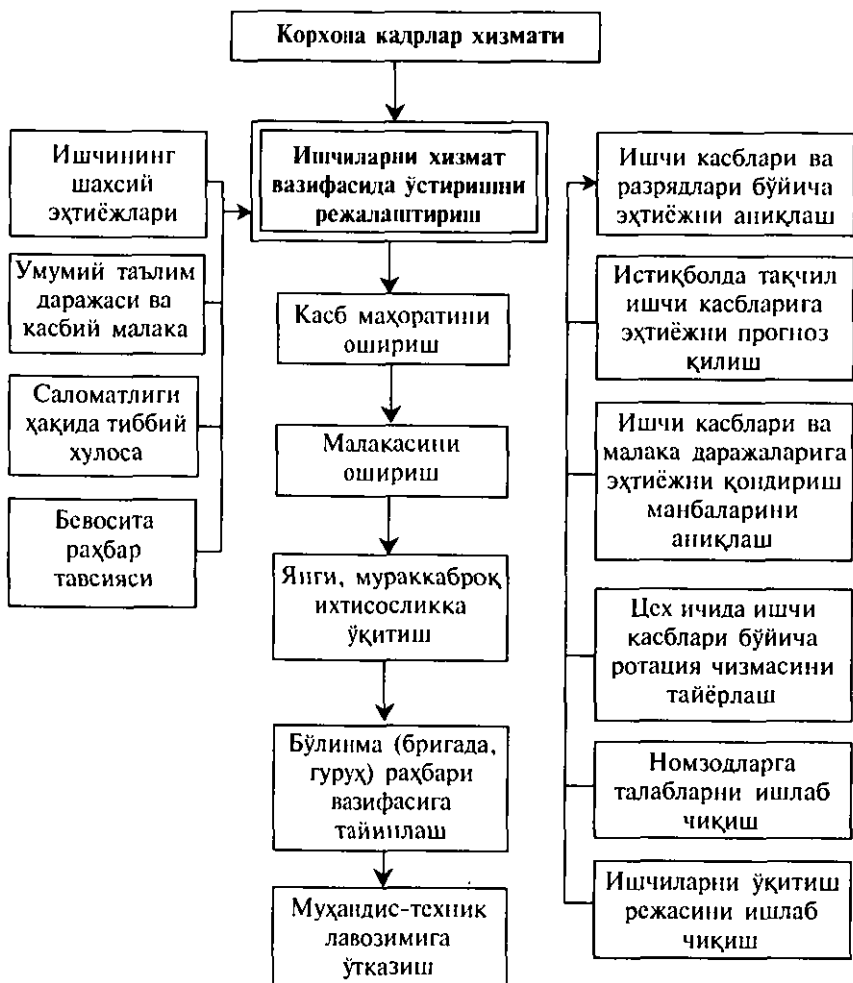 Корхона кадрлар хизмати
Ишчиларни хизмат
вазифасида ўстиришни
режалаштириш
Ишчининг
шахсий
эҳтиёжлари
Умумий таълим
даражаси ва
касбий малака
Саломатлиги
ҳақида тиббий
хулоса
Бевосита
раҳбар
тавсияси
Касб маҳоратини
ошириш
Малакасини
ошириш
Янги, мураккаброқ
ихтисосликка
ўқитиш
Бўлинма (бригада,
гуруҳ) раҳбари
вазифасига
тайинлаш
Муҳандис-техник
лавозимига
ўтказиш
Ишчи касблари ва
разрядлари бўйича
эҳтиёжни аниқлаш
Истиқболда тақчил
ишчи касбларига
эҳтиёжни прогноз
қилиш
Ишчи касблари ва
малака даражаларига
эҳтиёжни қондириш
манбаларини
аниқлаш
Цех ичида ишчи
касблари бўйича
ротация чизмасини
тайёрлаш
Номзодларга
талабларни ишлаб
чиқиш
Ишчиларни ўқитиш
режасини ишлаб
чиқиш